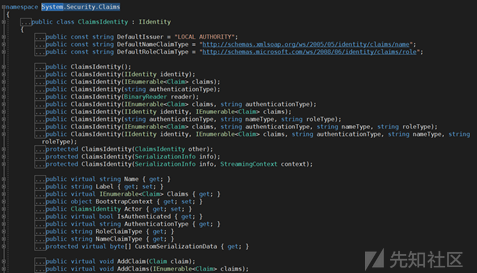 namespace System.Security.Claims
{
...public class ClaimsIdentity : IIdentity
{
...public const string DefaultIssuer = "LOCAL AUTHORITY";
...public const string DefaultNameClaimType = "http://schemas.xmlsoap.org/ws/2005/05/identity/claims/name";
...public const string DefaultRoleClaimType = "http://schemas.microsoft.com/ws/2008/06/identity/claims/role";
...public ClaimsIdentity();
...public ClaimsIdentity(IIdentity identity);
...public ClaimsIdentity(IEnumerable<Claim> claims);
...public ClaimsIdentity(string authenticationType);
...public ClaimsIdentity(BinaryReader reader);
...public ClaimsIdentity(IEnumerable<Claim> claims, string authenticationType);
...public ClaimsIdentity(IIdentity identity, IEnumerable<Claim> claims);
...public ClaimsIdentity(string authenticationType, string nameType, string roleType);
...public ClaimsIdentity(IEnumerable<Claim> claims, string authenticationType, string nameType, string roleType);
...public ClaimsIdentity(IIdentity identity, IEnumerable<Claim> claims, string authenticationType, string nameType, string
roleType);
...protected ClaimsIdentity(ClaimsIdentity other);
...protected ClaimsIdentity(SerializationInfo info);
...protected ClaimsIdentity(SerializationInfo info, StreamingContext context);
...public virtual string Name { get; }
...public string Label { get; set; }
...public virtual IEnumerable<Claim> Claims { get; }
...public object BootstrapContext { get; set; }
...public ClaimsIdentity Actor { get; set; }
...public virtual bool IsAuthenticated { get; }
...public virtual string AuthenticationType { get; }
...public string RoleClaimType { get; }
...public string NameClaimType { get; }
...protected virtual byte[] CustomSerializationData { get; }
...public virtual void AddClaim(Claim claim);
...public virtual void AddClaims(IEnumerable<Claim> claims);
先知社区